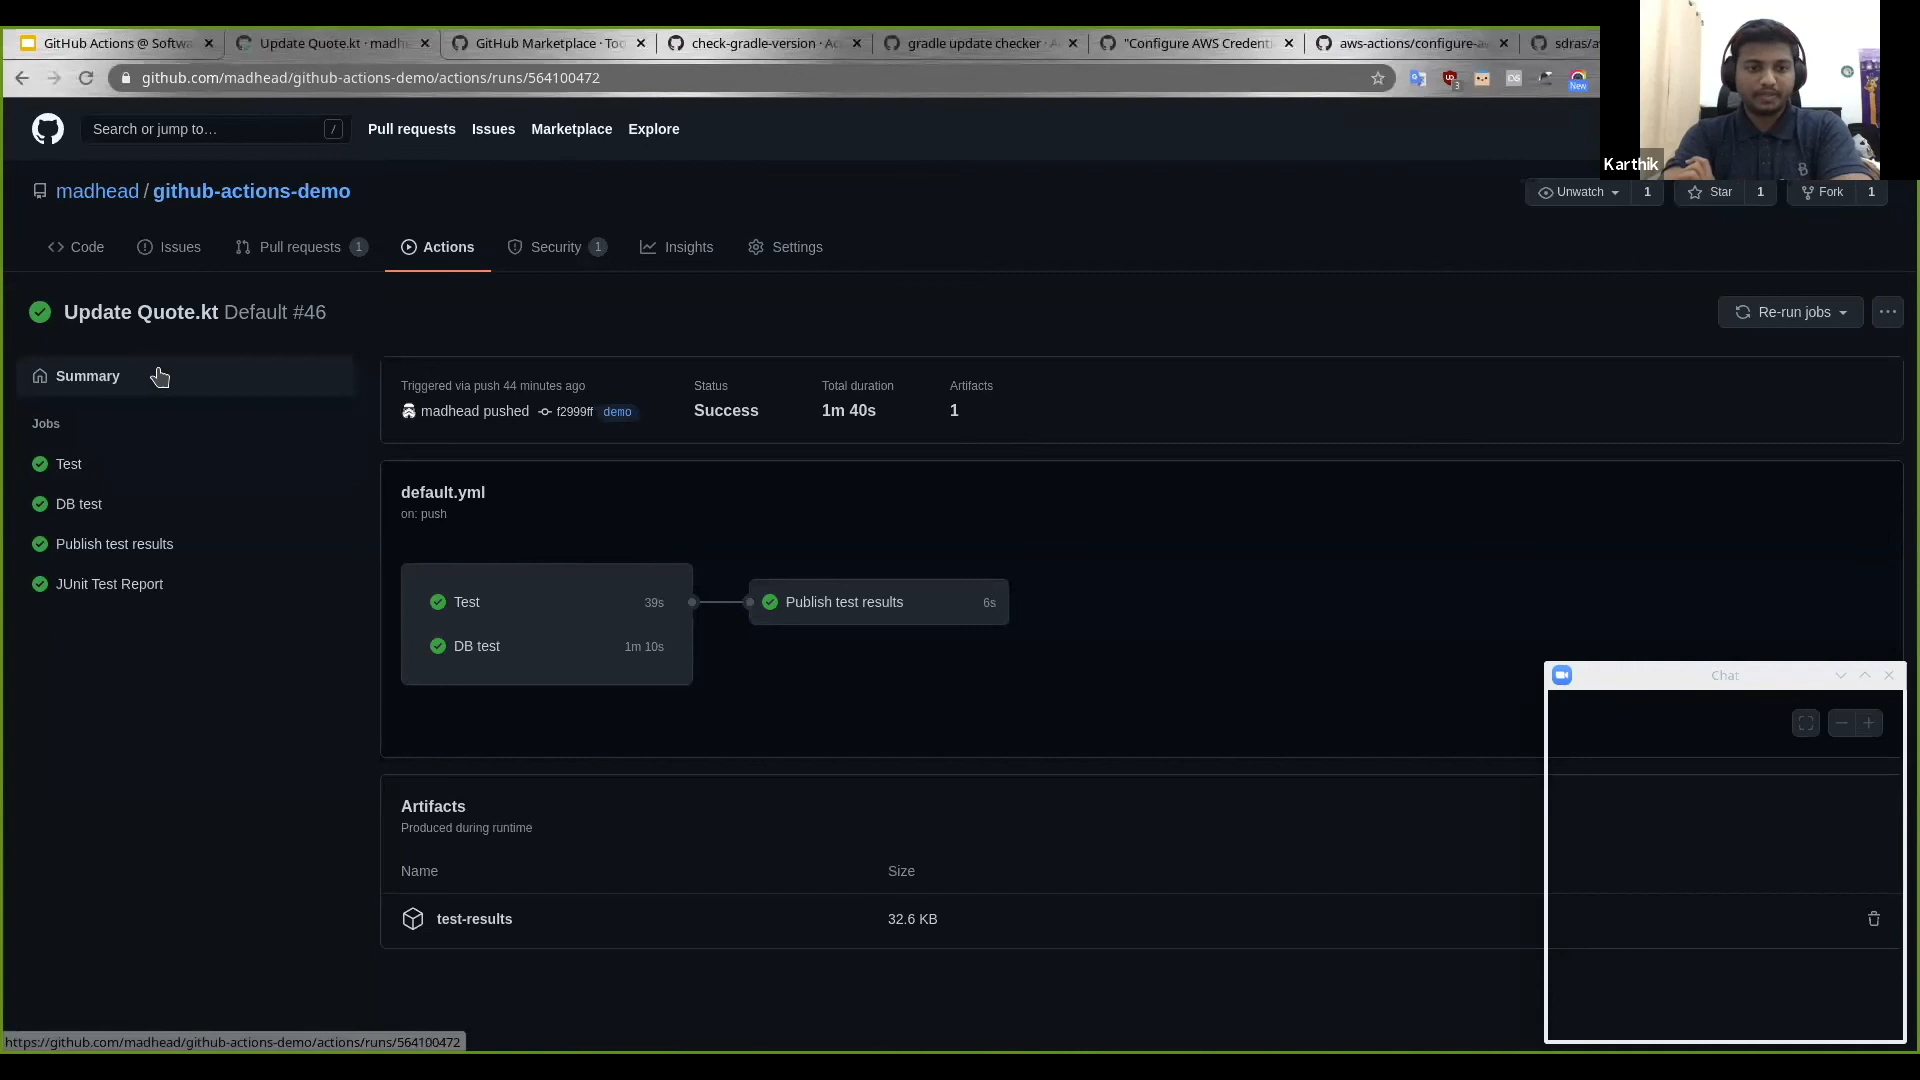 GitHub Actions @ Softwa
Update Quote.kt · madhe
GitHub Marketplace · Too
check-gradle-version · Ac
gradle update checker · A
"Configure AWS Credenti
aws-actions/configure-a
sdras/a
github.com/madhead/github-actions-demo/actions/runs/564100472
3
New
Search or jump to…
/
Pull requests
Issues
Marketplace
Explore
Karthik
madhead / github-actions-demo
Unwatch 1
Star 1
Fork 1
Code
Issues
Pull requests 1
Actions
Security 1
Insights
Settings
Update Quote.kt Default #46
Re-run jobs
Summary
Jobs
Test
DB test
Publish test results
JUnit Test Report
Triggered via push 44 minutes ago
madhead pushed f2999ff demo
Status
Success
Total duration
1m 40s
Artifacts
1
default.yml
on: push
Test 39s
DB test 1m 10s
Publish test results 6s
Chat
Artifacts
Produced during runtime
Name Size
test-results 32.6 KB
https://github.com/madhead/github-actions-demo/actions/runs/564100472